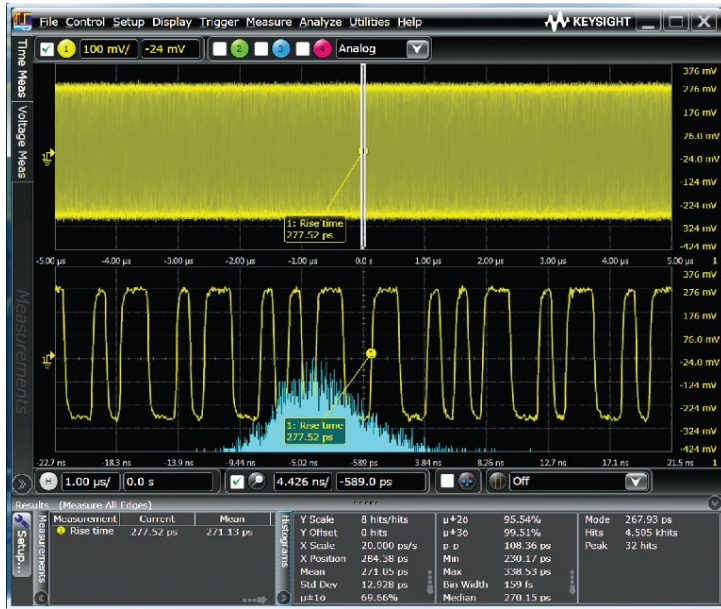 File Control Setup Display Trigger Measure Analyze Utilities Help KEYSIGHT
1 100 mV/ -24 mV 2 3 4 Analog
Time Meas
Voltage Meas
Measurements
376 mV
276 mV
176 mV
76.0 mV
-24.0 mV
-124 mV
-224 mV
-324 mV
-424 mV
1: Rise time
277.52 ps
-5.00 µs -4.00 µs -3.00 µs -2.00 µs -1.00 µs 0.0 s 1.00 µs 2.00 µs 3.00 µs 4.00 µs 5.00 µs 1
376 mV
276 mV
176 mV
76.0 mV
-24.0 mV
-124 mV
-224 mV
-324 mV
-424 mV
1
1: Rise time
277.52 ps
-22.7 ns -18.3 ns -13.9 ns -9.44 ns -5.02 ns -589 ps 3.84 ns 8.26 ns 12.7 ns 17.1 ns 21.5 ns 1
H 1.00 µs/ 0.0 s 4.426 ns/ -589.0 ps Off
Results (Measure All Edges)
Setup...
Measurements
Measurement Current Mean
Rise time 277.52 ps 271.13 ps
Histograms
Y Scale 8 hits/hits
Y Offset 0 hits
X Scale 20.000 ps/s
X Position 284.38 ps
Mean 271.05 ps
Std Dev 12.928 ps
µ±1σ 69.66%
µ±2σ 95.54%
µ±3σ 99.51%
p-p 108.36 ps
Min 230.17 ps
Max 338.53 ps
Bin Width 159 fs
Median 270.15 ps
Mode 267.93 ps
Hits 4.505 khits
Peak 32 hits